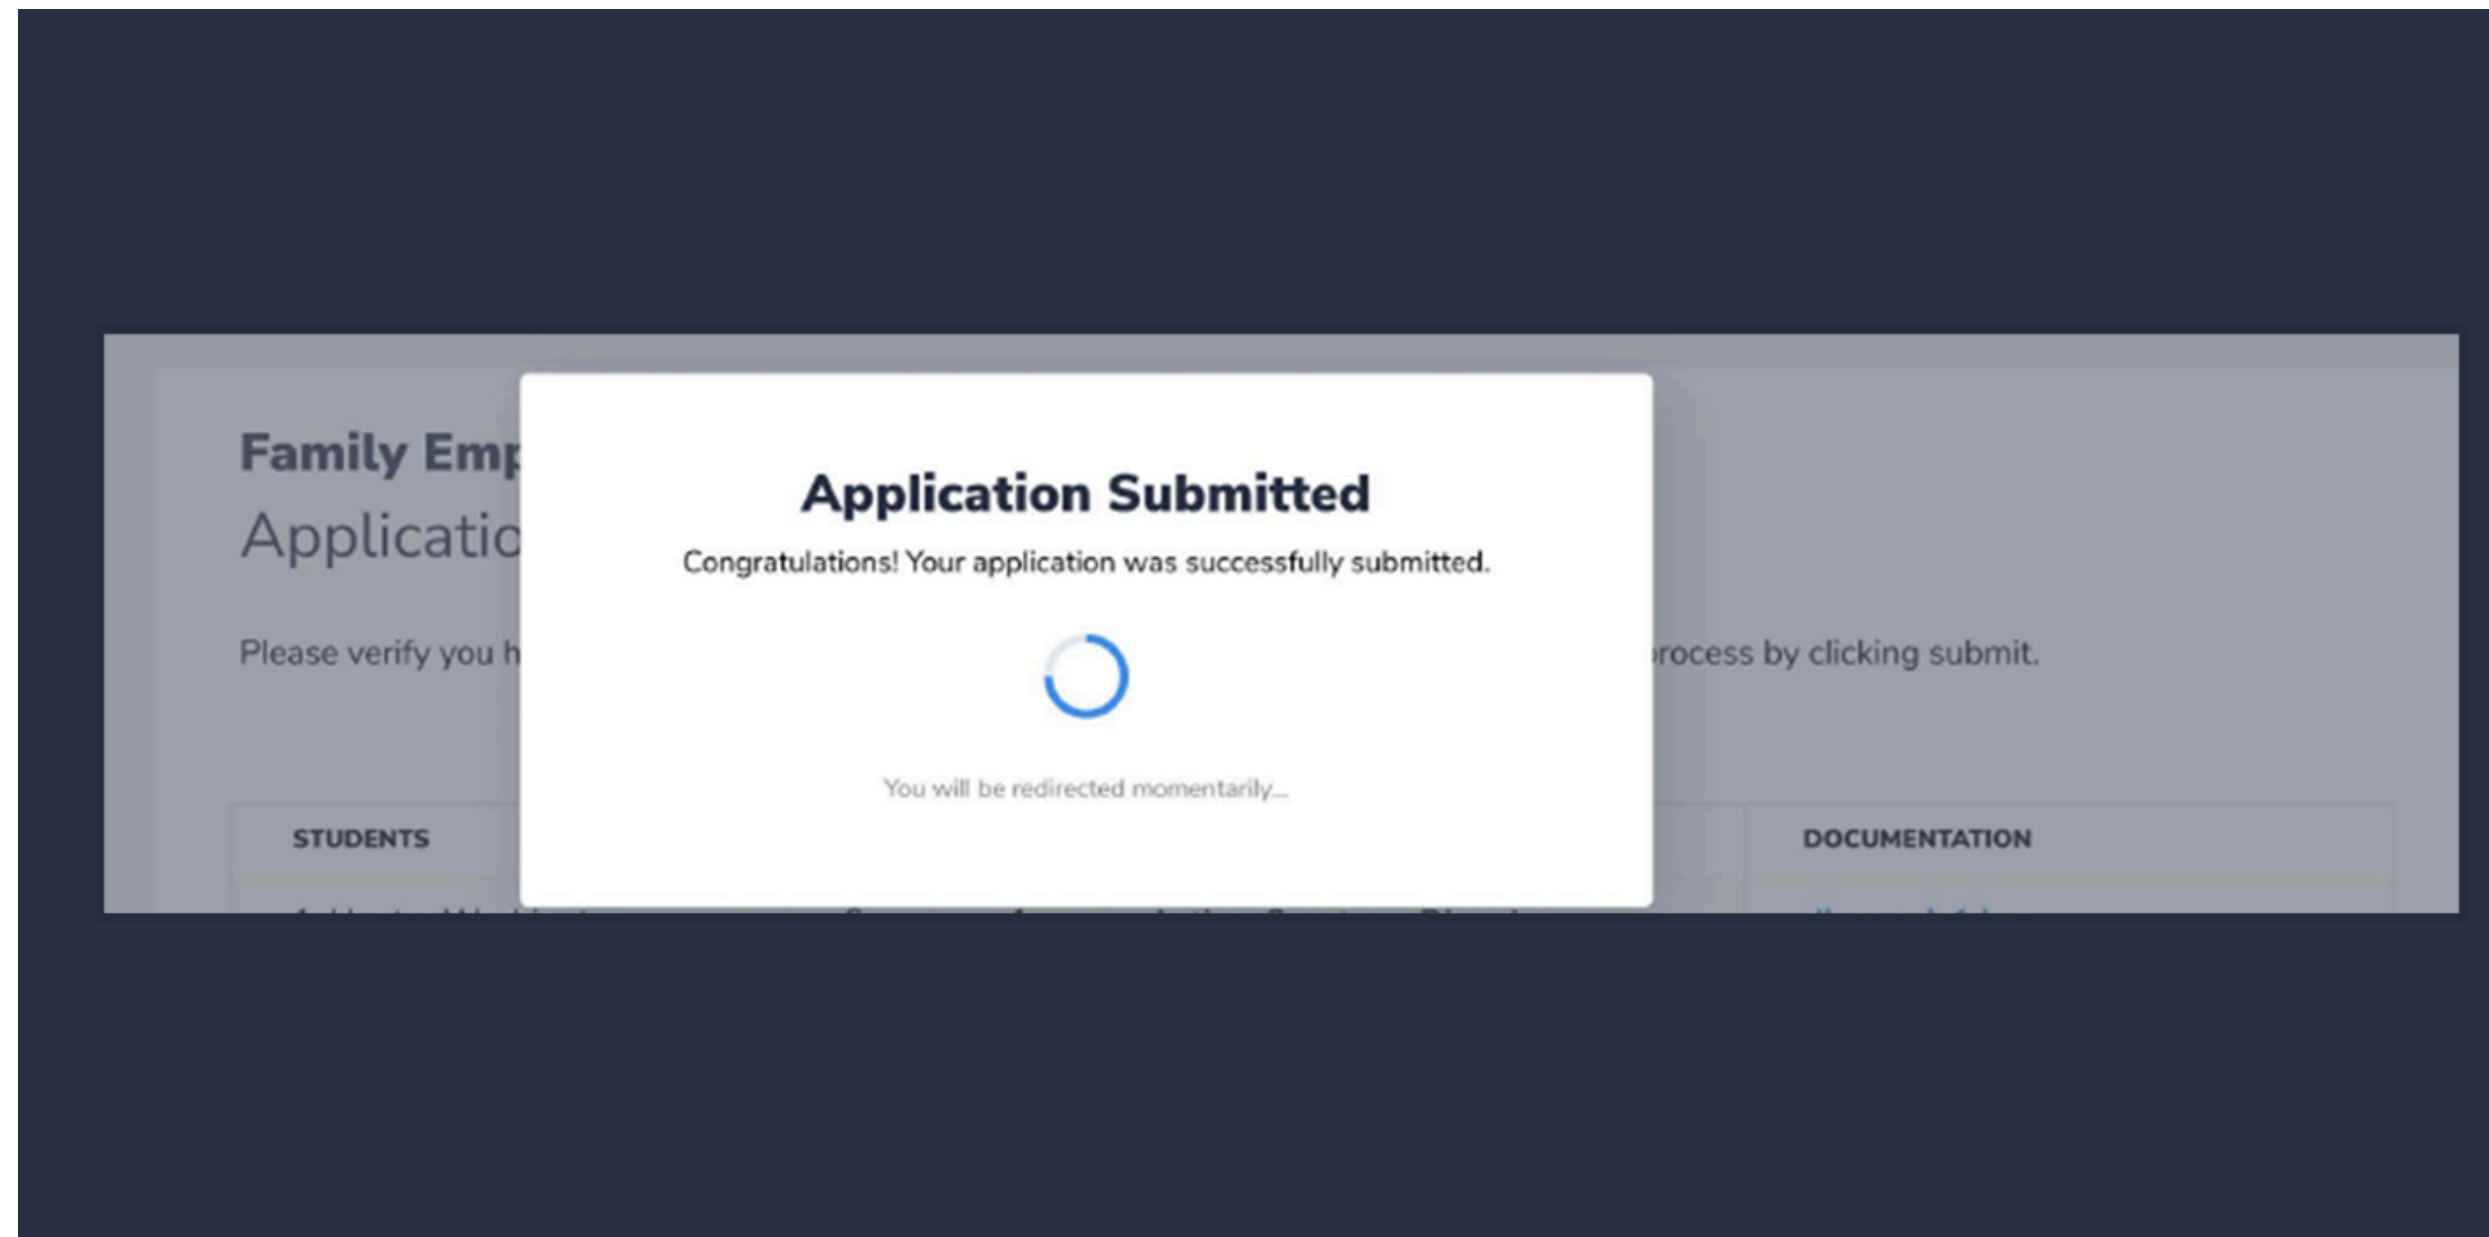 Family Emp
Applicatio
Application Submitted
Congratulations! Your application was successfully submitted.
Please verify you h
rocess by clicking submit.
You will be redirected momentarily...
STUDENTS
DOCUMENTATION